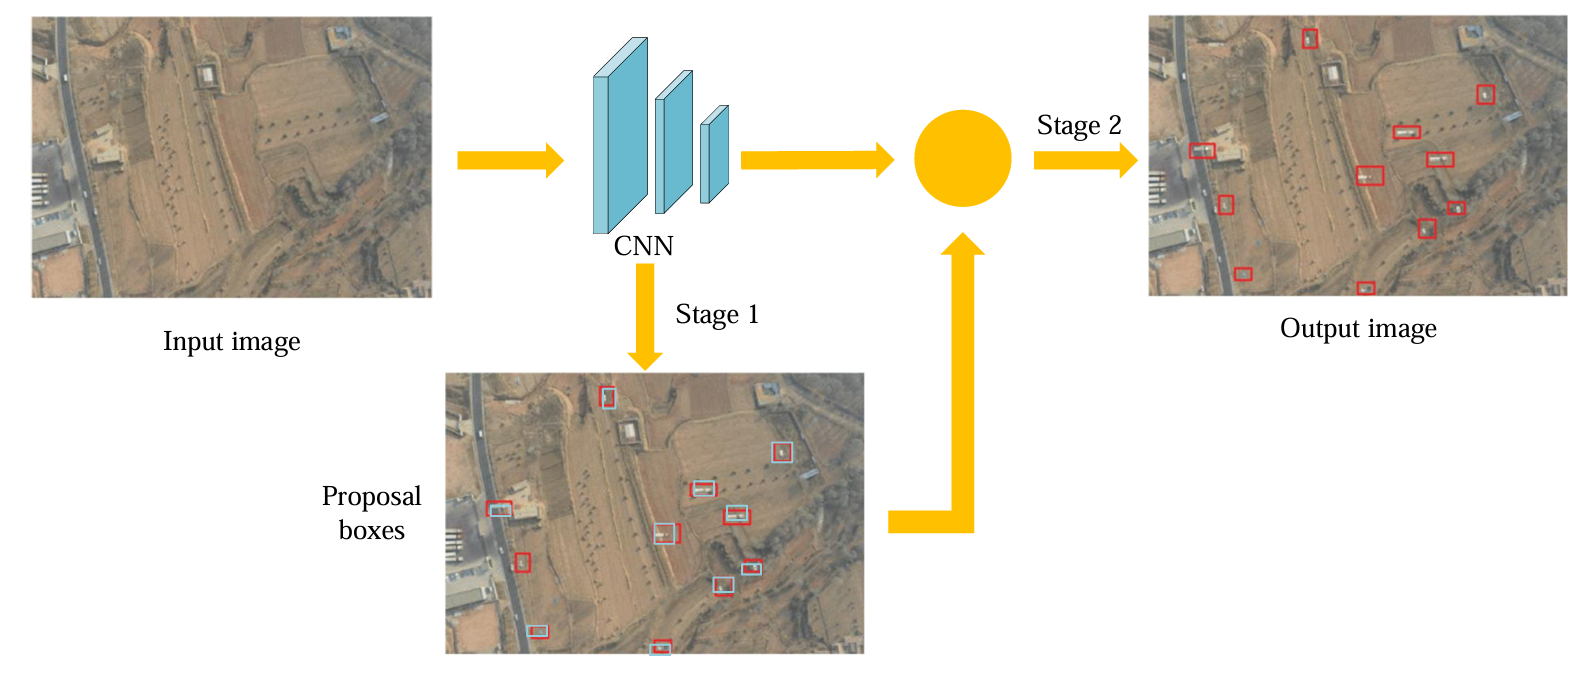 Input image
CNN
Stage 1
Proposal
boxes
Stage 2
Output image